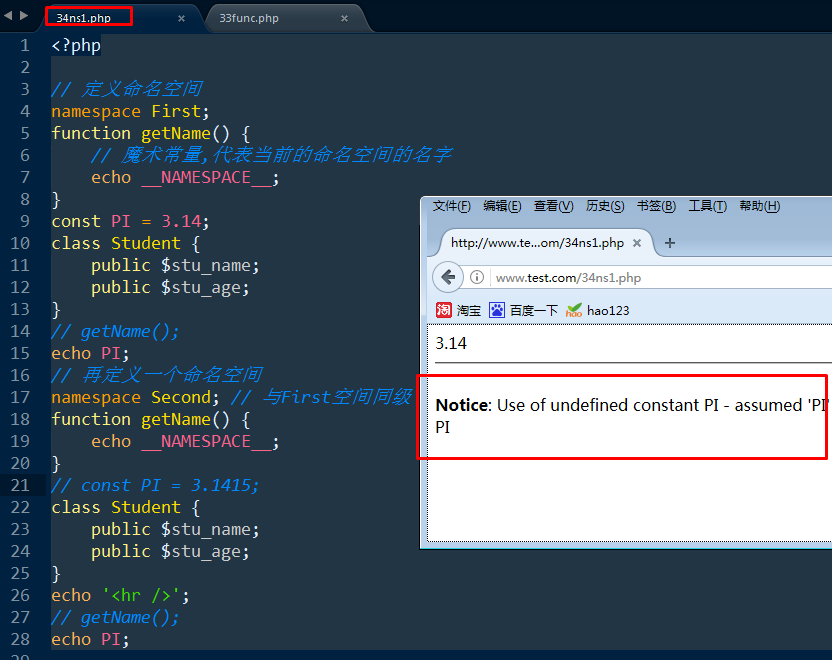 34ns1.php × 33func.php ×
1 <?php
2
3 // 定义命名空间
4 namespace First;
5 function getName() {
6 // 魔术常量,代表当前的命名空间的名字
7 echo __NAMESPACE__;
8 }
9 const PI = 3.14;
10 class Student {
11 public $stu_name;
12 public $stu_age;
13 }
14 // getName();
15 echo PI;
16 // 再定义一个命名空间
17 namespace Second; // 与First空间同级
18 function getName() {
19 echo __NAMESPACE__;
20 }
21 // const PI = 3.1415;
22 class Student {
23 public $stu_name;
24 public $stu_age;
25 }
26 echo '<hr />';
27 // getName();
28 echo PI;
文件(F) 编辑(E) 查看(V) 历史(S) 书签(B) 工具(T) 帮助(H)
http://www.te...om/34ns1.php × +
www.test.com/34ns1.php
淘 淘宝 百度一下 hao hao123
3.14
Notice: Use of undefined constant PI - assumed 'PI'
PI